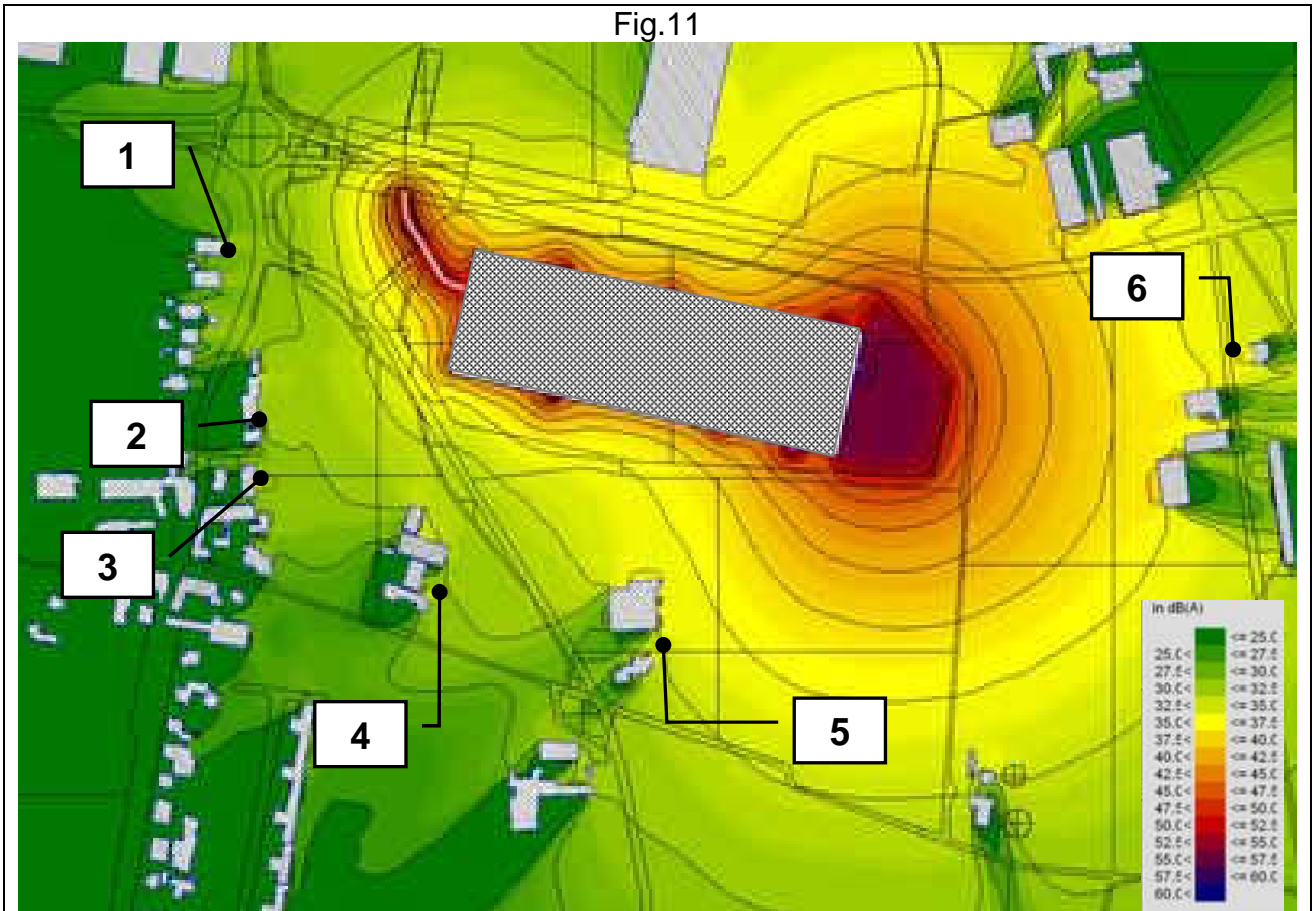 Fig.11
1
6
2
3
4
5
in dB(A)
<= 25.0
25.0< <= 27.5
27.5< <= 30.0
30.0< <= 32.5
32.5< <= 35.0
35.0< <= 37.5
37.5< <= 40.0
40.0< <= 42.5
42.5< <= 45.0
45.0< <= 47.5
47.5< <= 50.0
50.0< <= 52.5
52.5< <= 55.0
55.0< <= 57.5
57.5< <= 60.0
60.0<